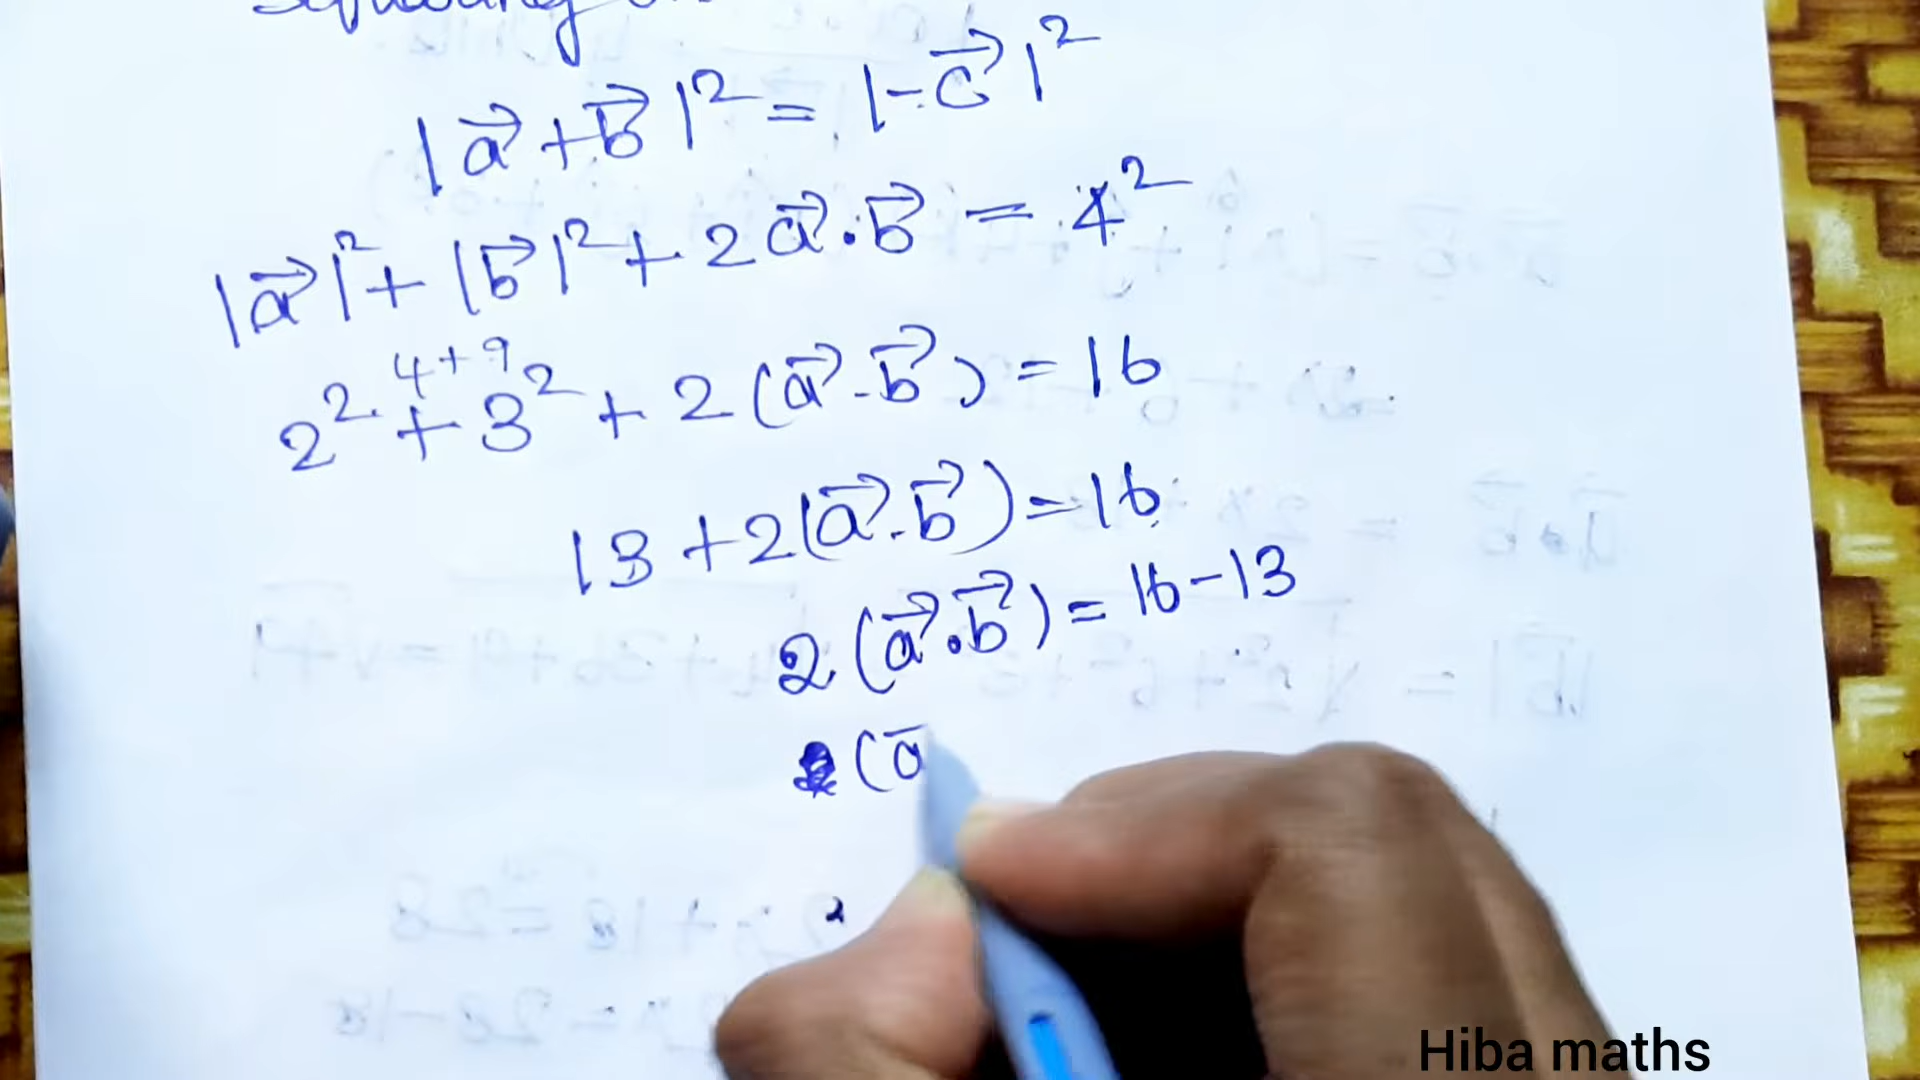 squaring
|a⃗ + b⃗|² = |-c⃗|²
|a⃗|² + |b⃗|² + 2a⃗.b⃗ = 4²
4+9
2² + 3² + 2(a⃗.b⃗) = 16
13 + 2(a⃗.b⃗) = 16
2(a⃗.b⃗) = 16-13
(a
Hiba maths